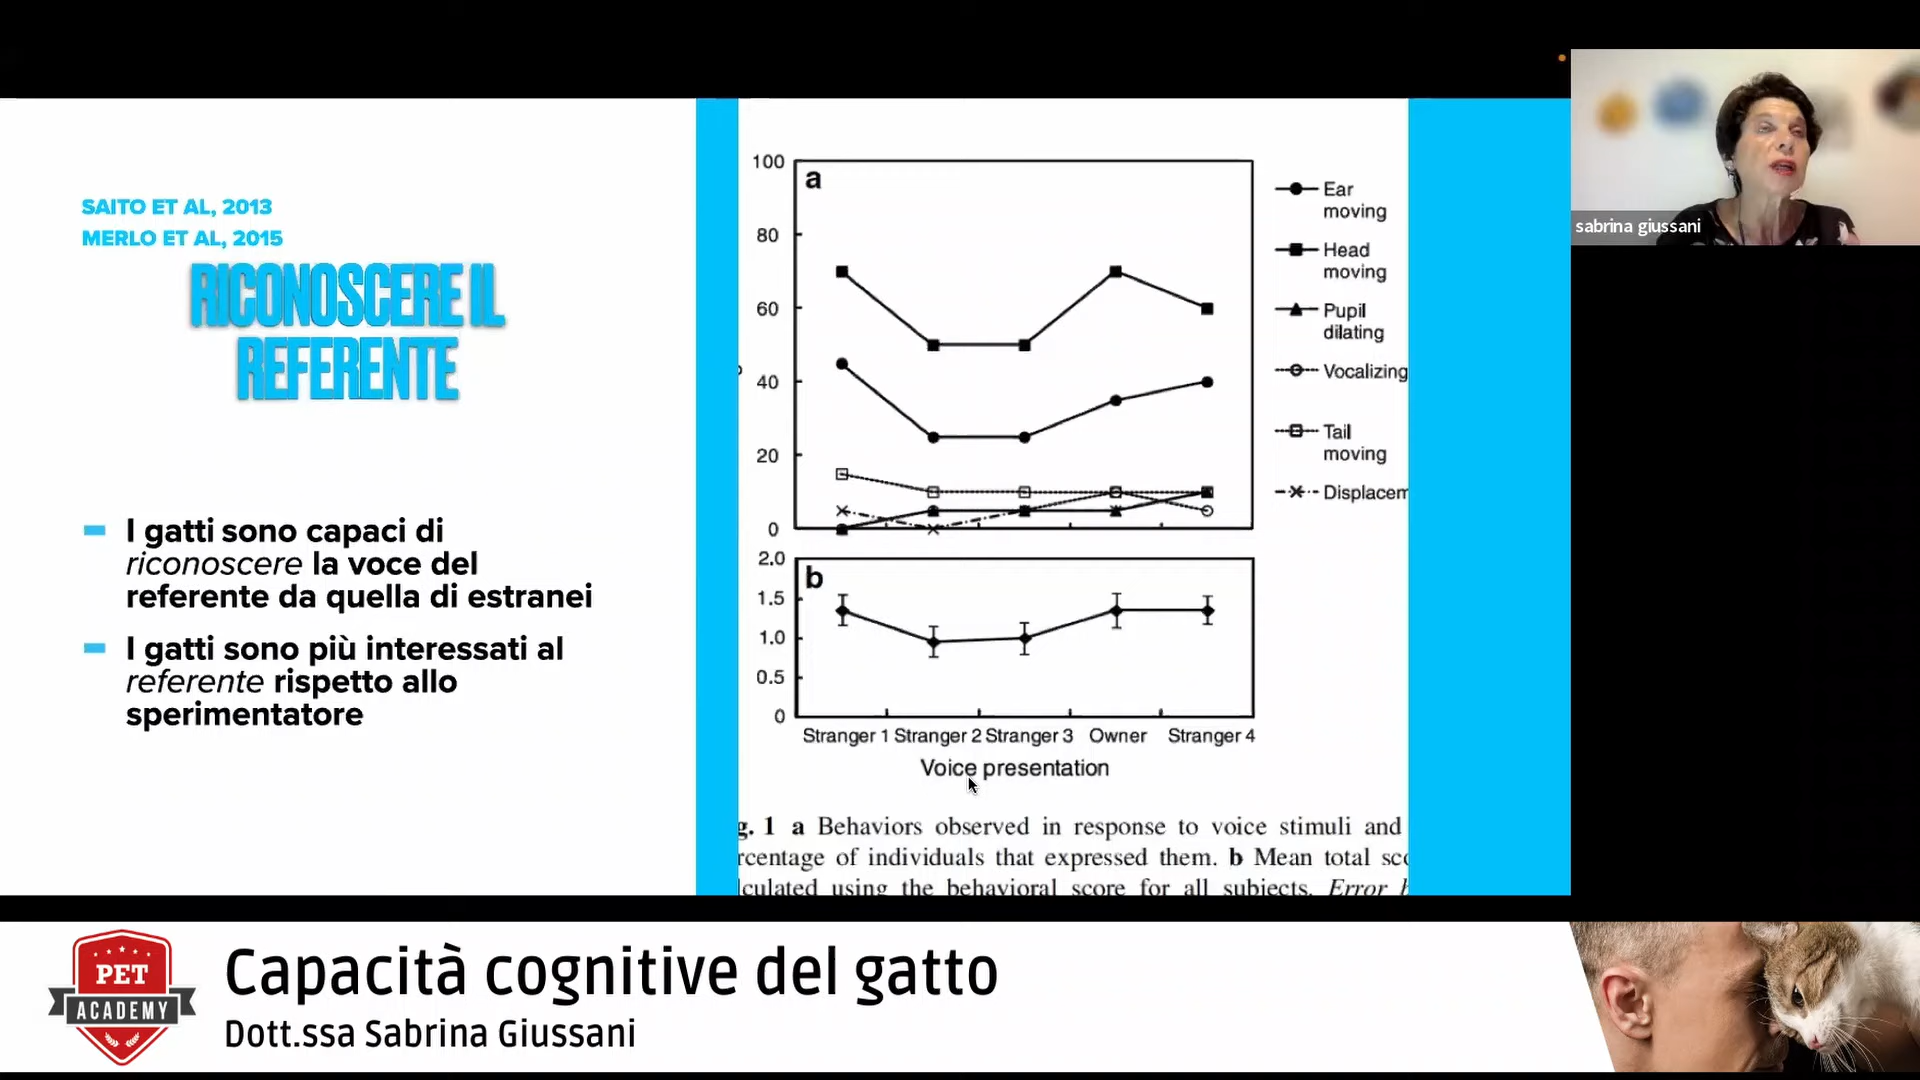 SAITO ET AL, 2013
MERLO ET AL, 2015
RICONOSCERE IL
REFERENTE
I gatti sono capaci di
riconoscere la voce del
referente da quella di estranei
I gatti sono più interessati al
referente rispetto allo
sperimentatore
a
100
80
60
40
20
0
Ear
moving
Head
moving
Pupil
dilating
Vocalizing
Tail
moving
Displacem
b
2.0
1.5
1.0
0.5
0
Stranger 1 Stranger 2 Stranger 3 Owner Stranger 4
Voice presentation
g. 1 a Behaviors observed in response to voice stimuli and
rcentage of individuals that expressed them. b Mean total sco
lculated using the behavioral score for all subjects. Error b
sabrina giussani
PET
ACADEMY
Capacità cognitive del gatto
Dott.ssa Sabrina Giussani